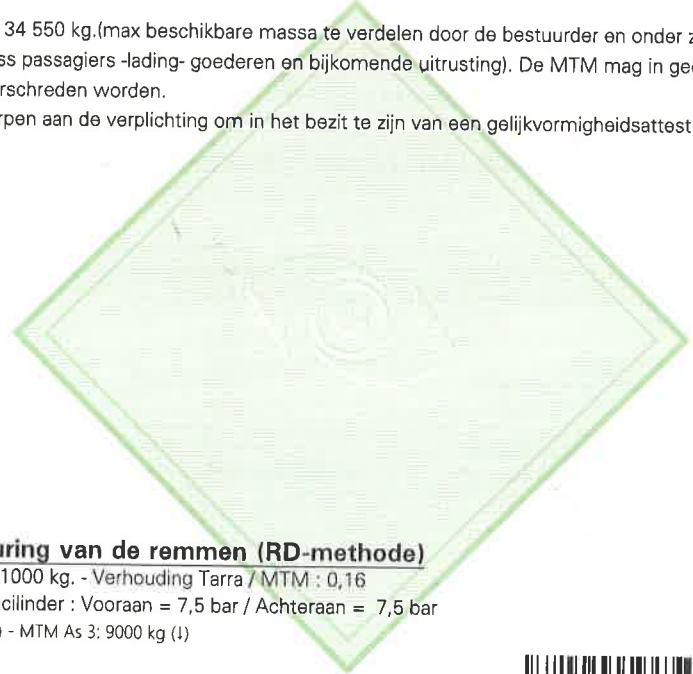 34 550 kg.(max beschikbare massa te verdelen door de bestuurder en onder z
ss passagiers -lading- goederen en bijkomende uitrusting). De MTM mag in gee
rschreden worden.
rpen aan de verplichting om in het bezit te zijn van een gelijkvormigheidsattest
uring van de remmen (RD-methode)
1000 kg. - Verhouding Tarra / MTM : 0,16
cilinder : Vooraan = 7,5 bar / Achteraan = 7,5 bar
) - MTM As 3: 9000 kg (l)